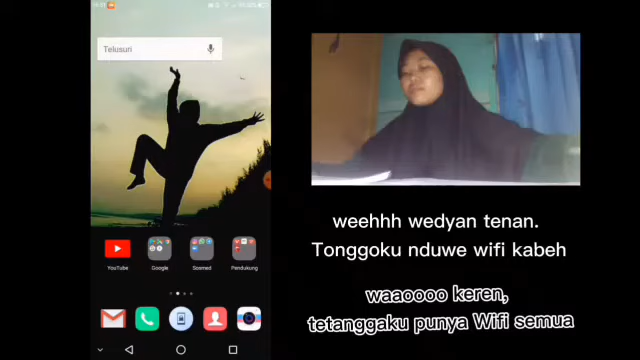 Telusuri
YouTube
Google
Sosmed
Pendukung
weehhh wedyan tenan.
Tonggoku nduwe wifi kabeh
waaoooo keren,
tetanggaku punya Wifi semua